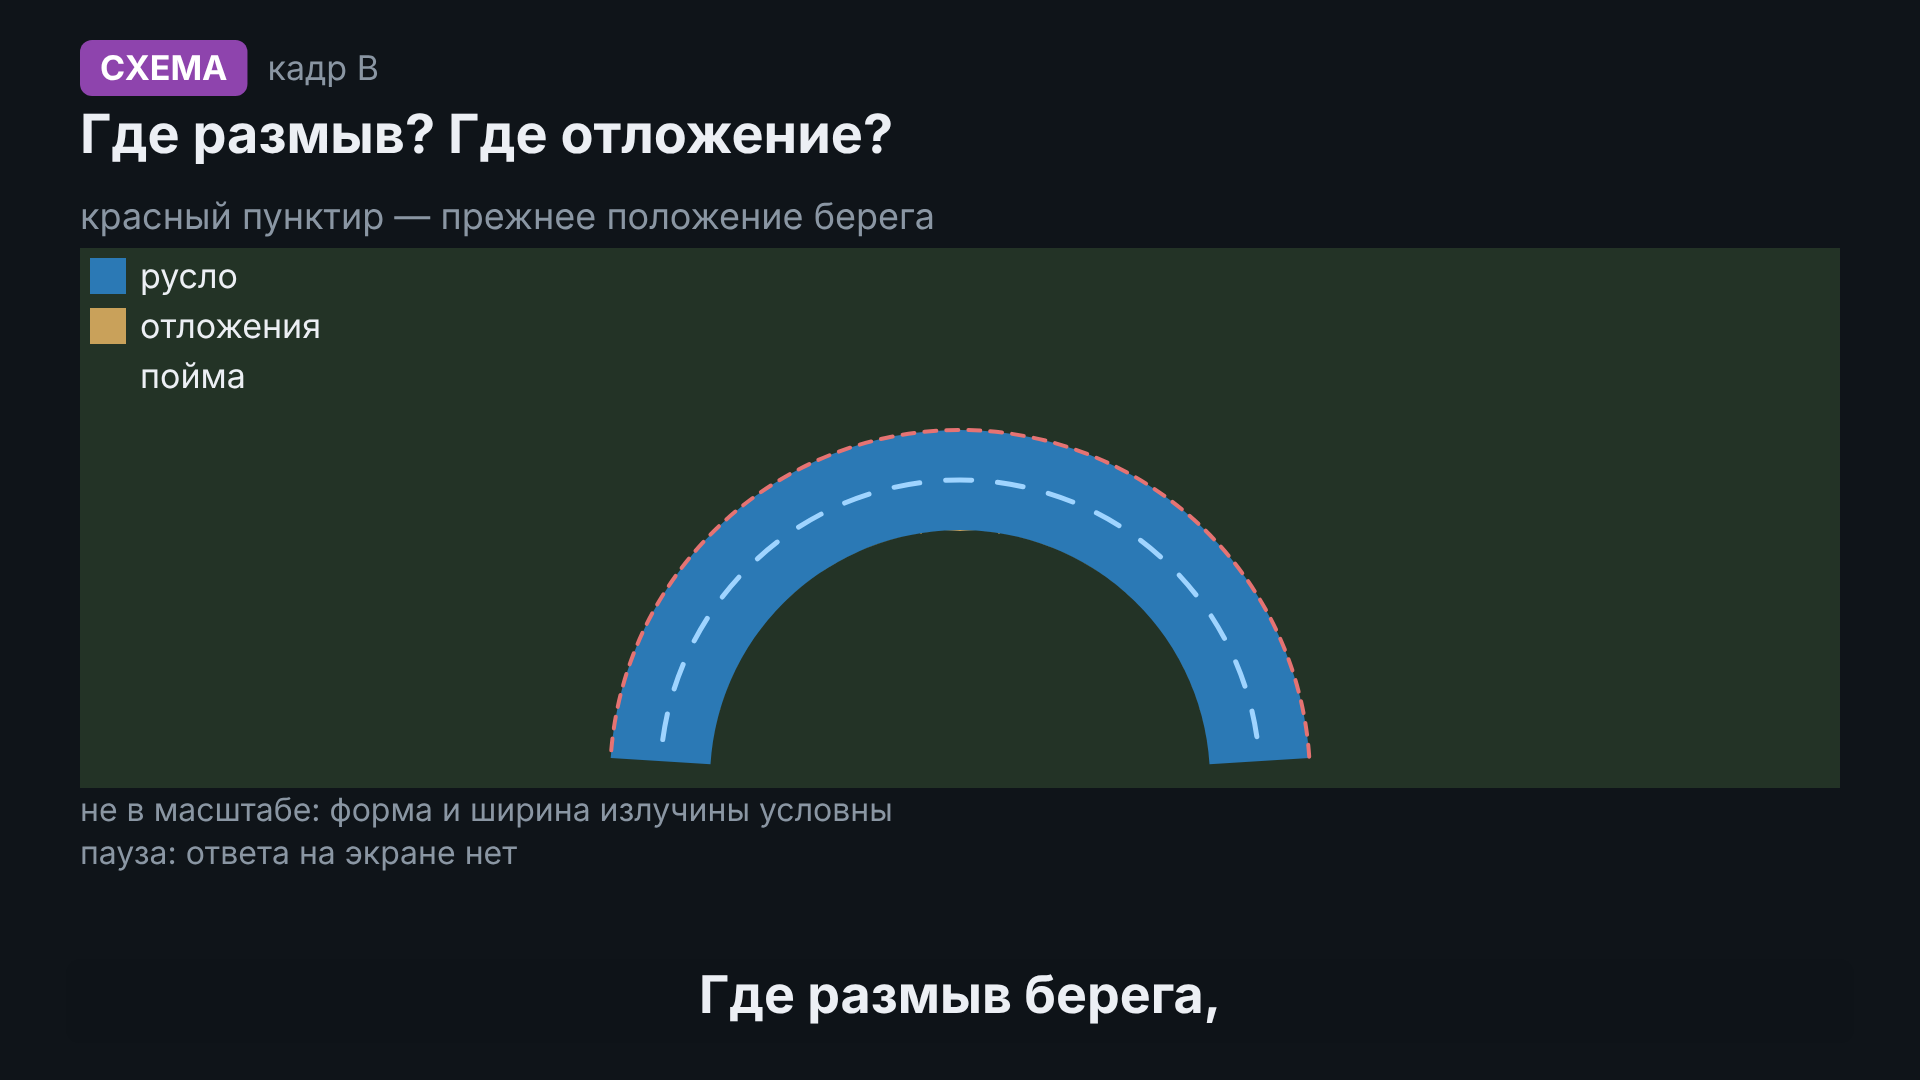 СХЕМА кадр В
Где размыв? Где отложение?
красный пунктир — прежнее положение берега
русло
отложения
пойма
не в масштабе: форма и ширина излучины условны
пауза: ответа на экране нет
Где размыв берега,